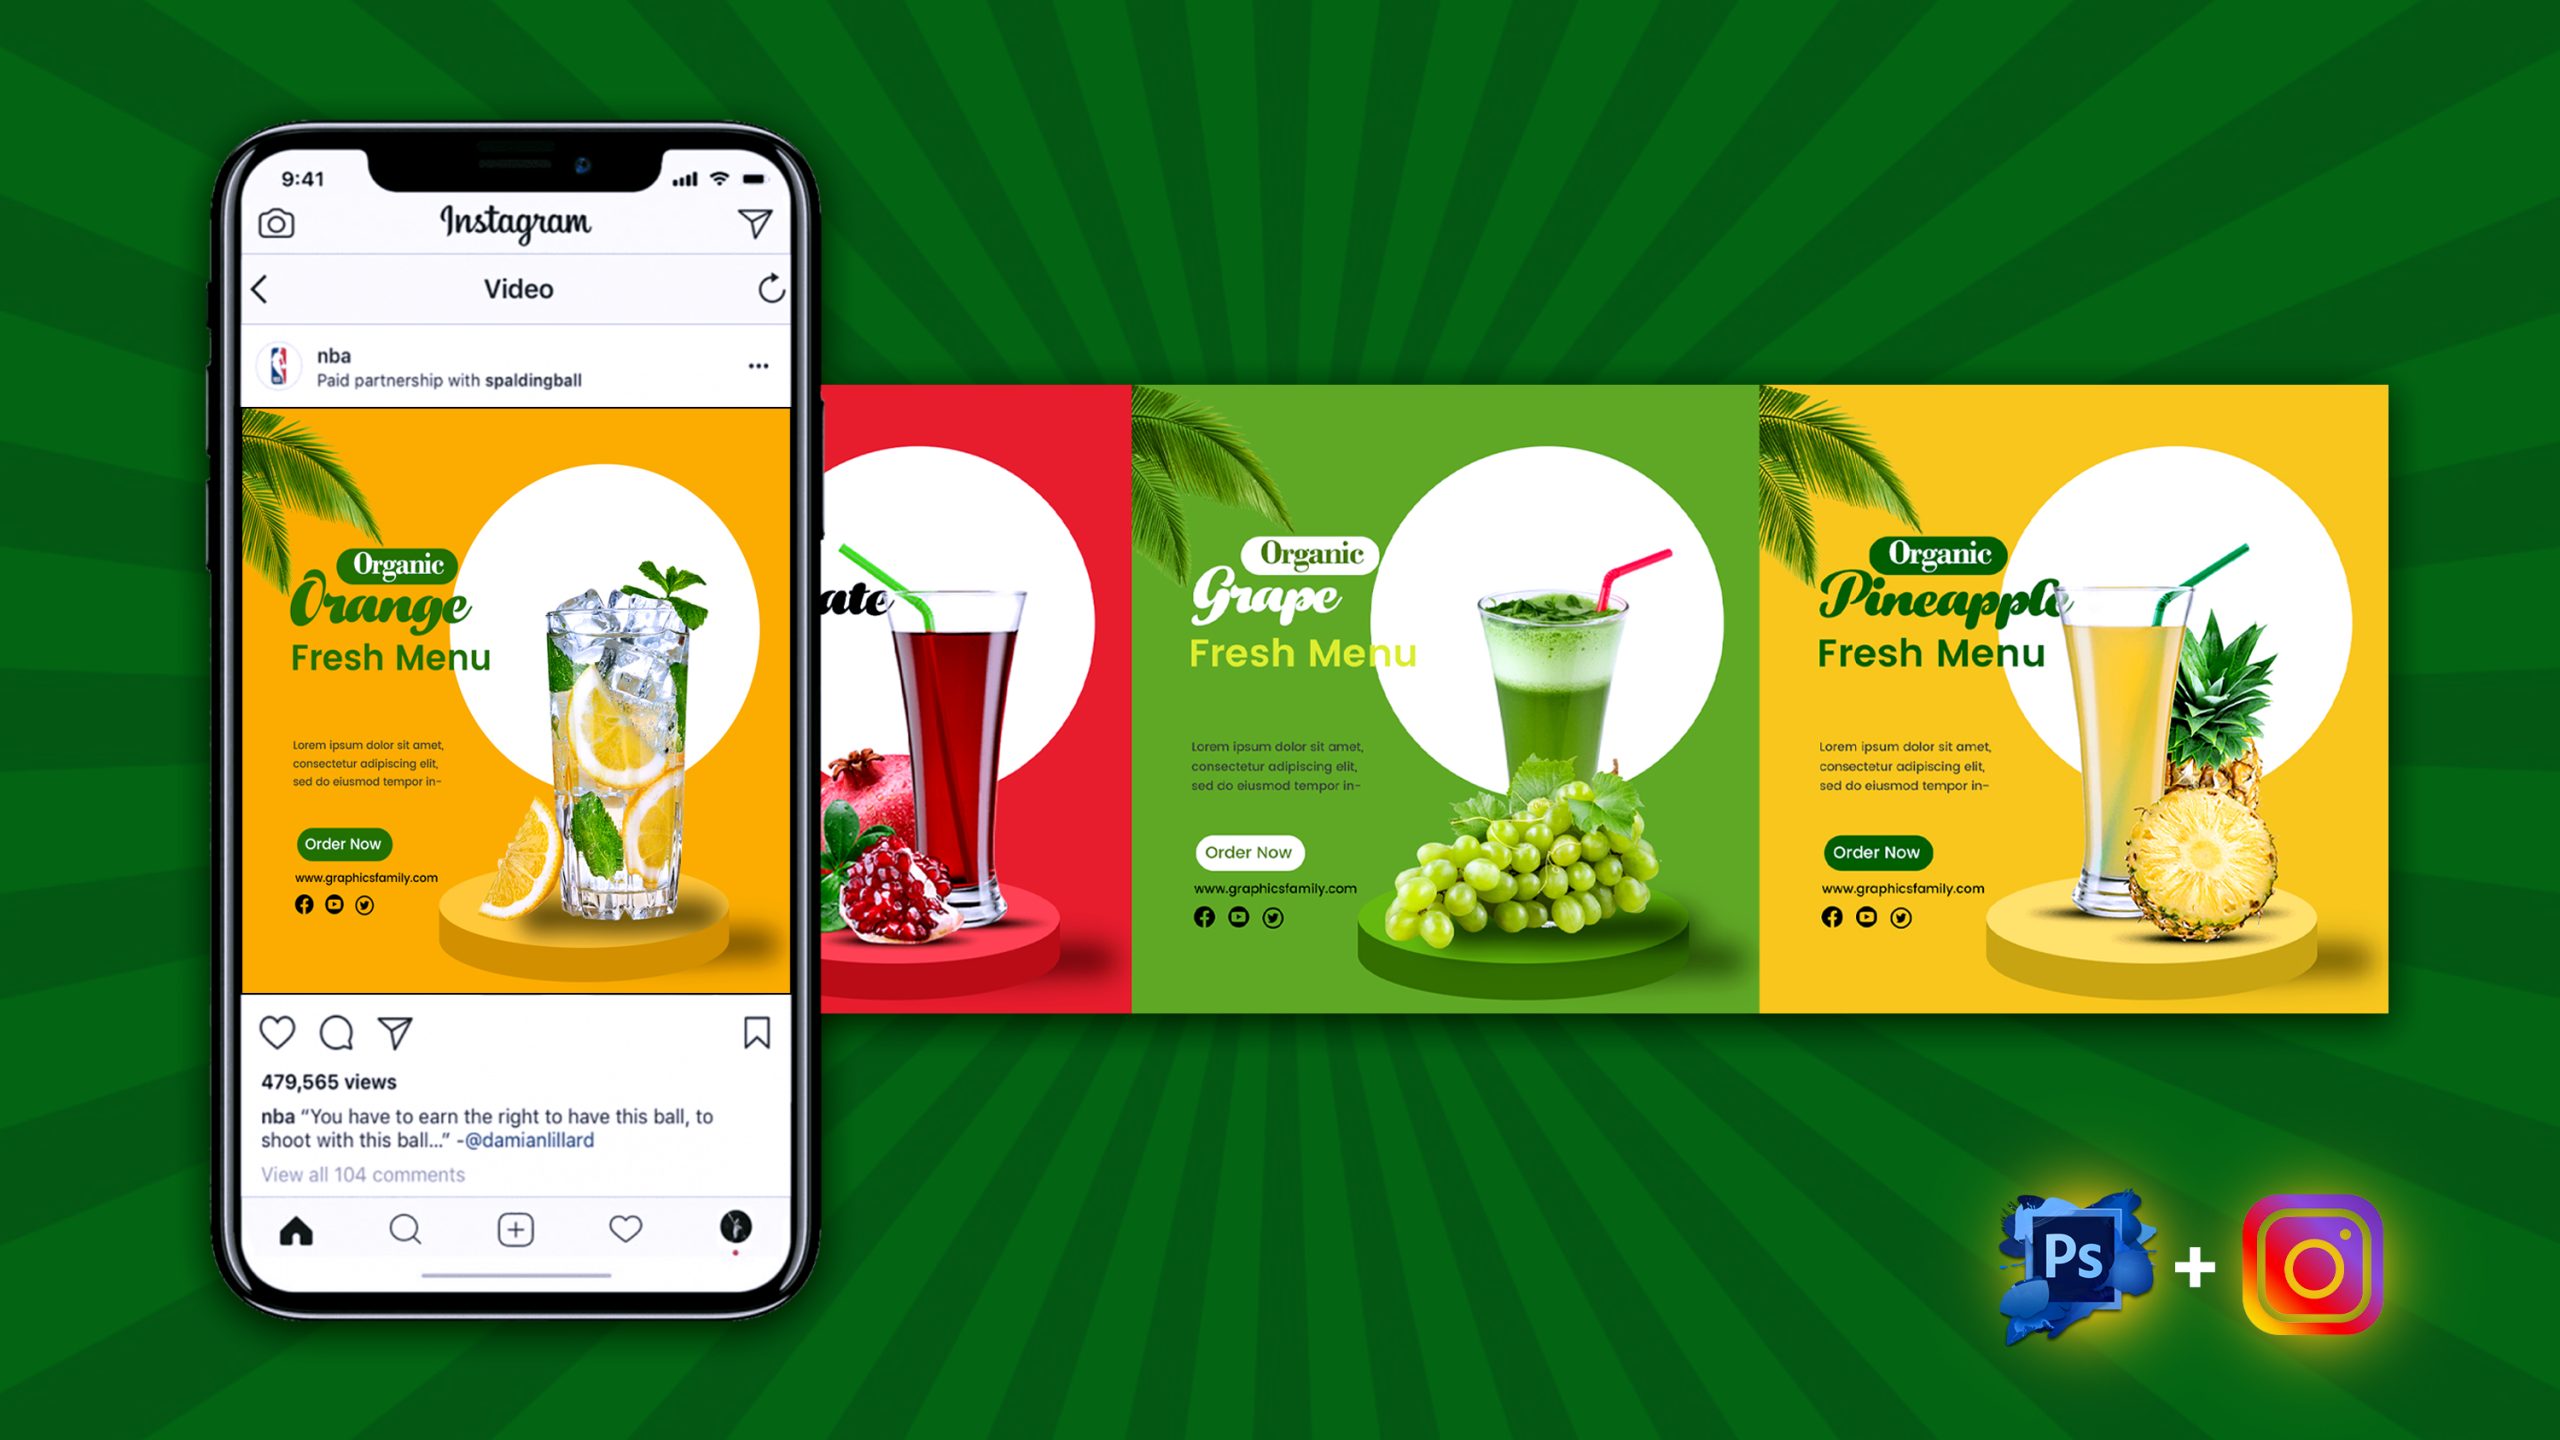 9:41
Instagram
Video
nba
Paid partnership with spaldingball
Organic
Orange
Fresh Menu
Lorem ipsum dolor sit amet,
consectetur adipiscing elit,
sed do eiusmod tempor in-
Order Now
www.graphicsfamily.com
479,565 views
nba “You have to earn the right to have this ball, to
shoot with this ball...” -@damianlillard
View all 104 comments
ate
Organic
Grape
Fresh Menu
Lorem ipsum dolor sit amet,
consectetur adipiscing elit,
sed do eiusmod tempor in-
Order Now
www.graphicsfamily.com
Organic
Pineapple
Fresh Menu
Lorem ipsum dolor sit amet,
consectetur adipiscing elit,
sed do eiusmod tempor in-
Order Now
www.graphicsfamily.com
Ps +